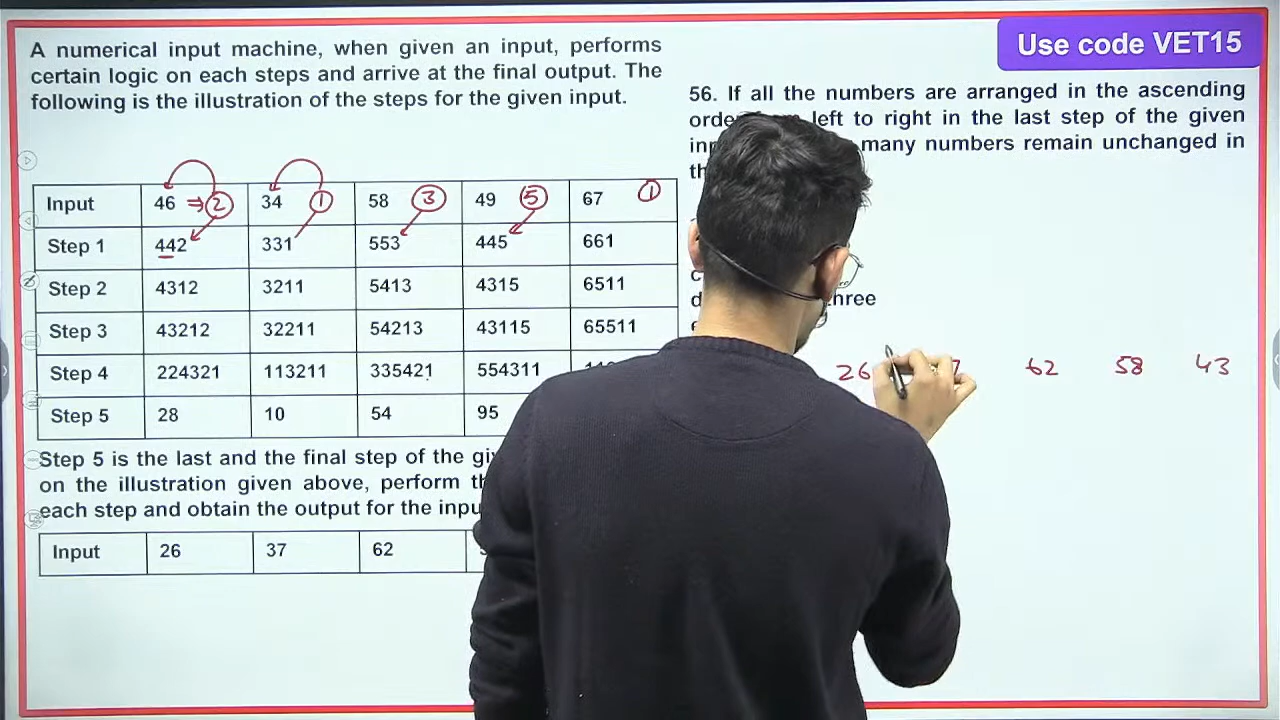 Use code VET15
A numerical input machine, when given an input, performs
certain logic on each steps and arrive at the final output. The
following is the illustration of the steps for the given input.
Input 46 ⇒ 2 34 1 58 3 49 5 67 1
Step 1 442 331 553 445 661
Step 2 4312 3211 5413 4315 6511
Step 3 43212 32211 54213 43115 65511
Step 4 224321 113211 335421 554311
Step 5 28 10 54 95
Step 5 is the last and the final step of the
on the illustration given above, perform
each step and obtain the output for the
Input 26 37 62
56. If all the numbers are arranged in the ascending
left to right in the last step of the given
many numbers remain unchanged in
26 62 58 43